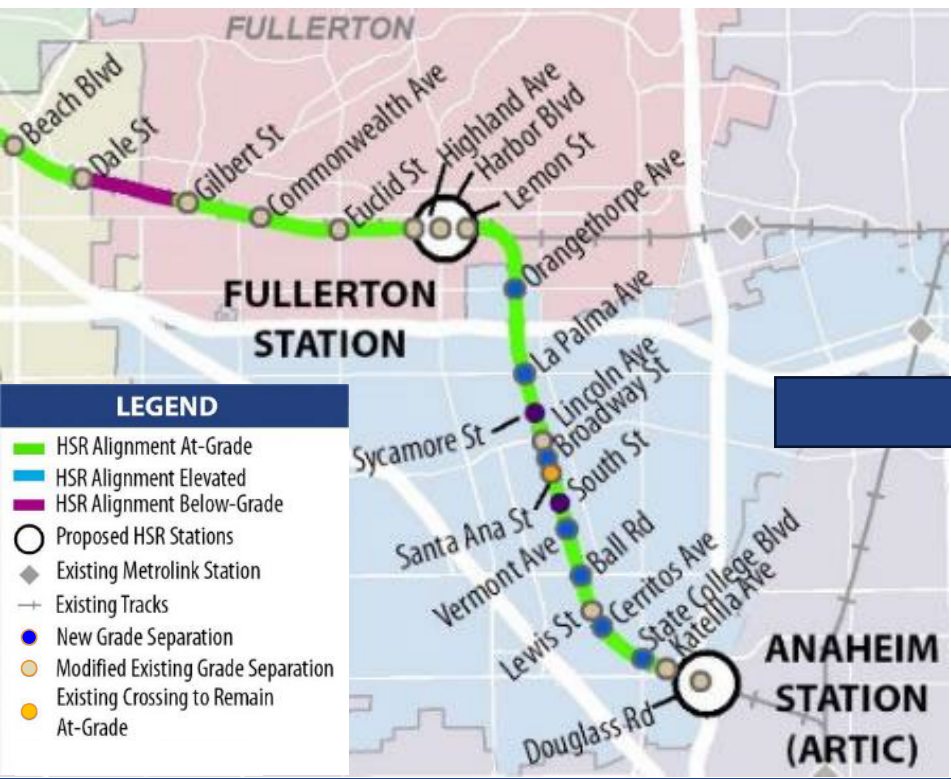 FULLERTON
Beach Blvd
Dale St
Gilbert St
Commonwealth Ave
Euclid St
Highland Ave
Harbor Blvd
Lemon St
Orangethorpe Ave
FULLERTON
STATION
La Palma Ave
Lincoln Ave
Broadway St
Sycamore St
South St
Santa Ana St
Vermont Ave
Ball Rd
Lewis St
Cerritos Ave
State College Blvd
Katella Ave
Douglass Rd
ANAHEIM
STATION
(ARTIC)
LEGEND
HSR Alignment At-Grade
HSR Alignment Elevated
HSR Alignment Below-Grade
Proposed HSR Stations
Existing Metrolink Station
Existing Tracks
New Grade Separation
Modified Existing Grade Separation
Existing Crossing to Remain
At-Grade